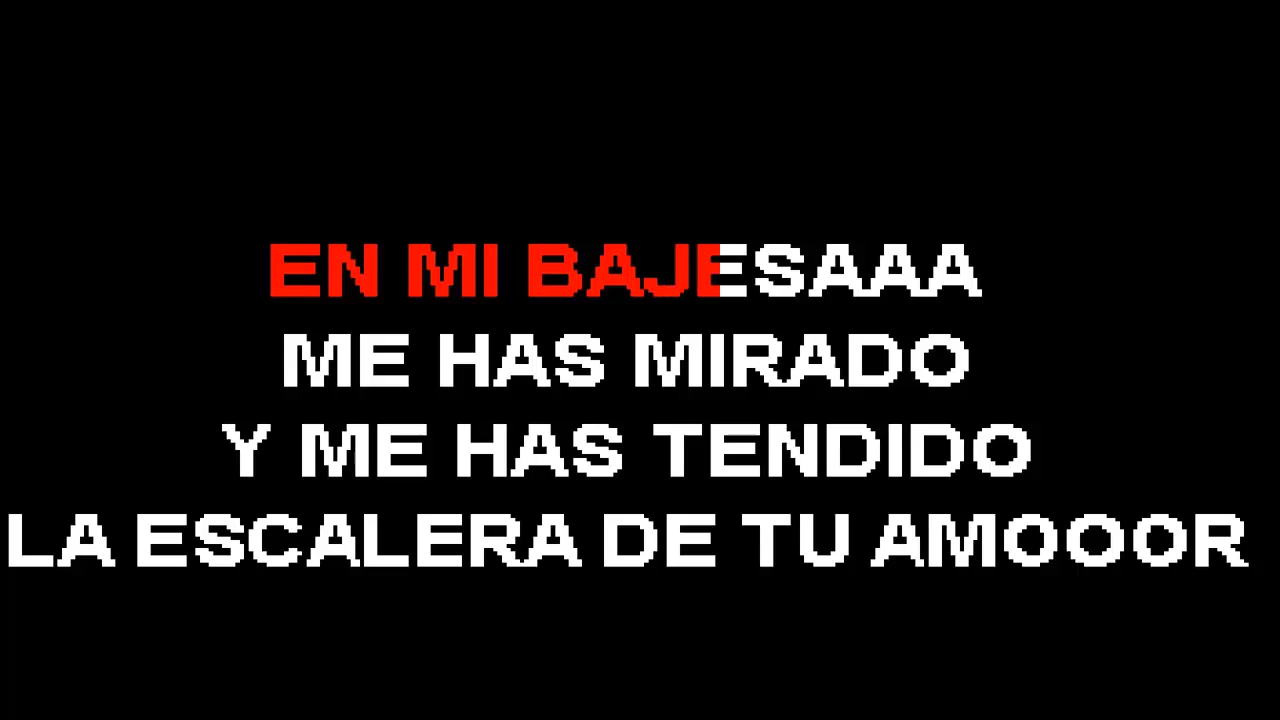 EN MI BAJESAAA
ME HAS MIRADO
Y ME HAS TENDIDO
LA ESCALERA DE TU AMOOOR